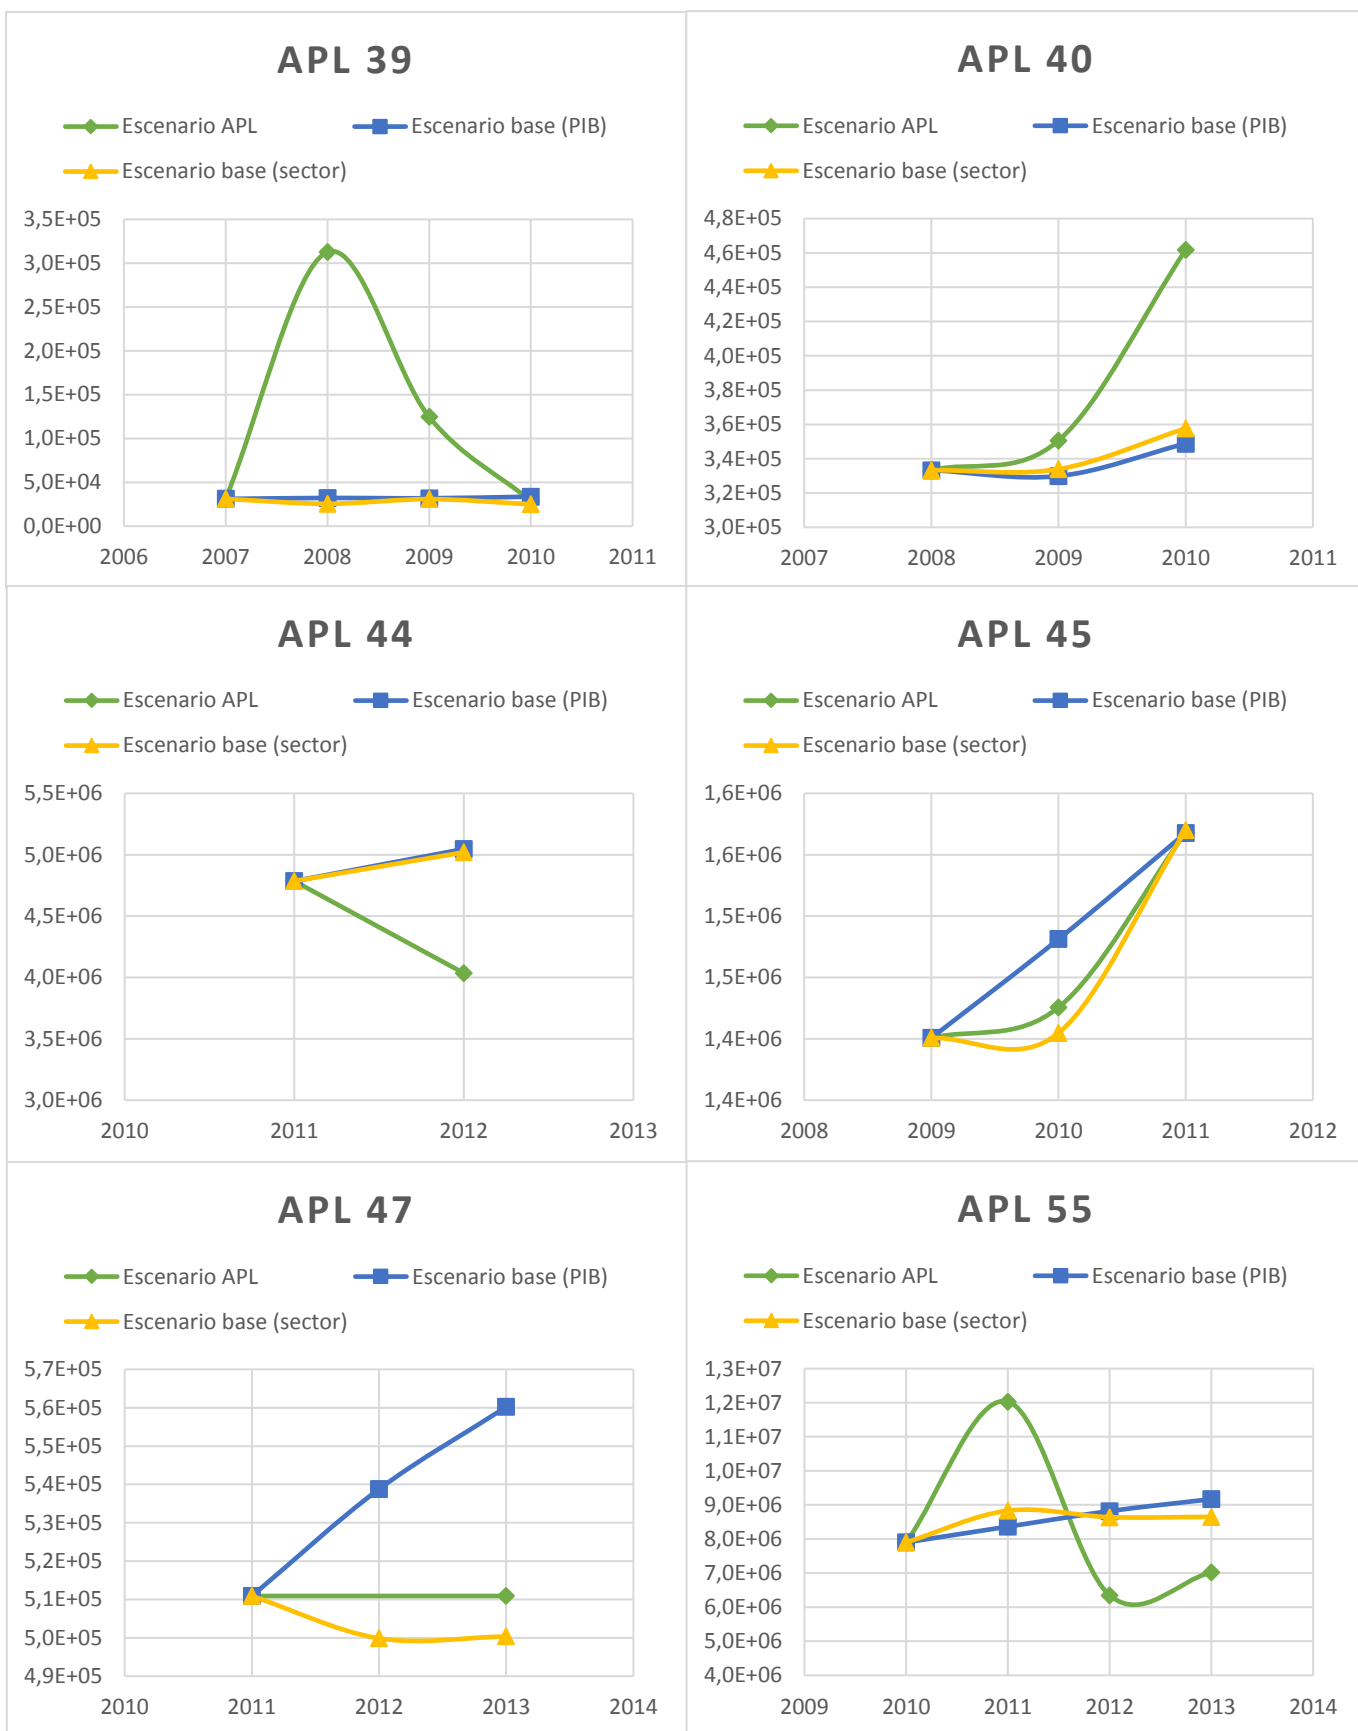 APL 39
Escenario APL
Escenario base (PIB)
Escenario base (sector)
3,5E+05
3,0E+05
2,5E+05
2,0E+05
1,5E+05
1,0E+05
5,0E+04
0,0E+00
2006 2007 2008 2009 2010 2011
APL 40
Escenario APL
Escenario base (PIB)
Escenario base (sector)
4,8E+05
4,6E+05
4,4E+05
4,2E+05
4,0E+05
3,8E+05
3,6E+05
3,4E+05
3,2E+05
3,0E+05
2007 2008 2009 2010 2011
APL 44
Escenario APL
Escenario base (PIB)
Escenario base (sector)
5,5E+06
5,0E+06
4,5E+06
4,0E+06
3,5E+06
3,0E+06
2010 2011 2012 2013
APL 45
Escenario APL
Escenario base (PIB)
Escenario base (sector)
1,6E+06
1,6E+06
1,5E+06
1,5E+06
1,4E+06
1,4E+06
2008 2009 2010 2011 2012
APL 47
Escenario APL
Escenario base (PIB)
Escenario base (sector)
5,7E+05
5,6E+05
5,5E+05
5,4E+05
5,3E+05
5,2E+05
5,1E+05
5,0E+05
4,9E+05
2010 2011 2012 2013 2014
APL 55
Escenario APL
Escenario base (PIB)
Escenario base (sector)
1,3E+07
1,2E+07
1,1E+07
1,0E+07
9,0E+06
8,0E+06
7,0E+06
6,0E+06
5,0E+06
4,0E+06
2009 2010 2011 2012 2013 2014